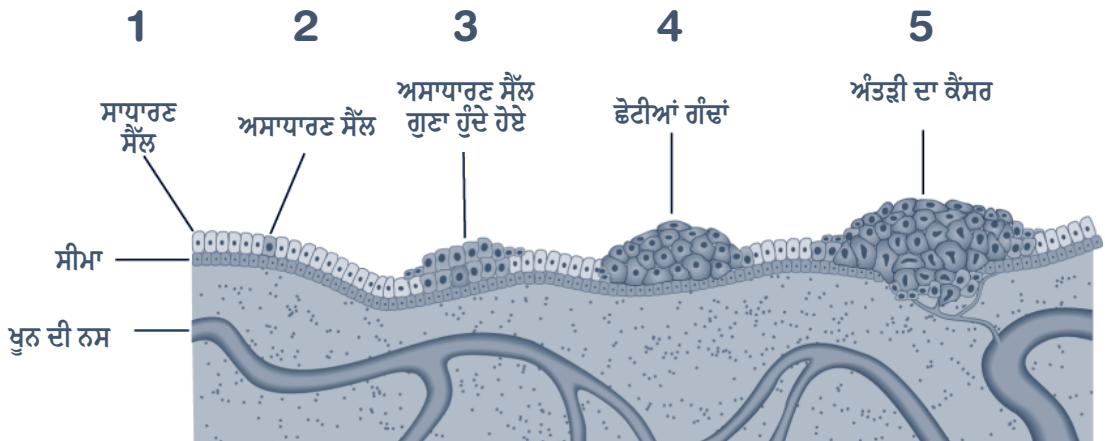 1 2 3 4 5
ਸਾਧਾਰਣ
ਸੈੱਲ
ਅਸਾਧਾਰਣ ਸੈੱਲ
ਅਸਾਧਾਰਣ ਸੈੱਲ
ਗੁਣਾ ਹੁੰਦੇ ਹੋਏ
ਛੋਟੀਆਂ ਗੰਢਾਂ
ਅੰਤੜੀ ਦਾ ਕੈਂਸਰ
ਸੀਮਾ
ਖੂਨ ਦੀ ਨਸ